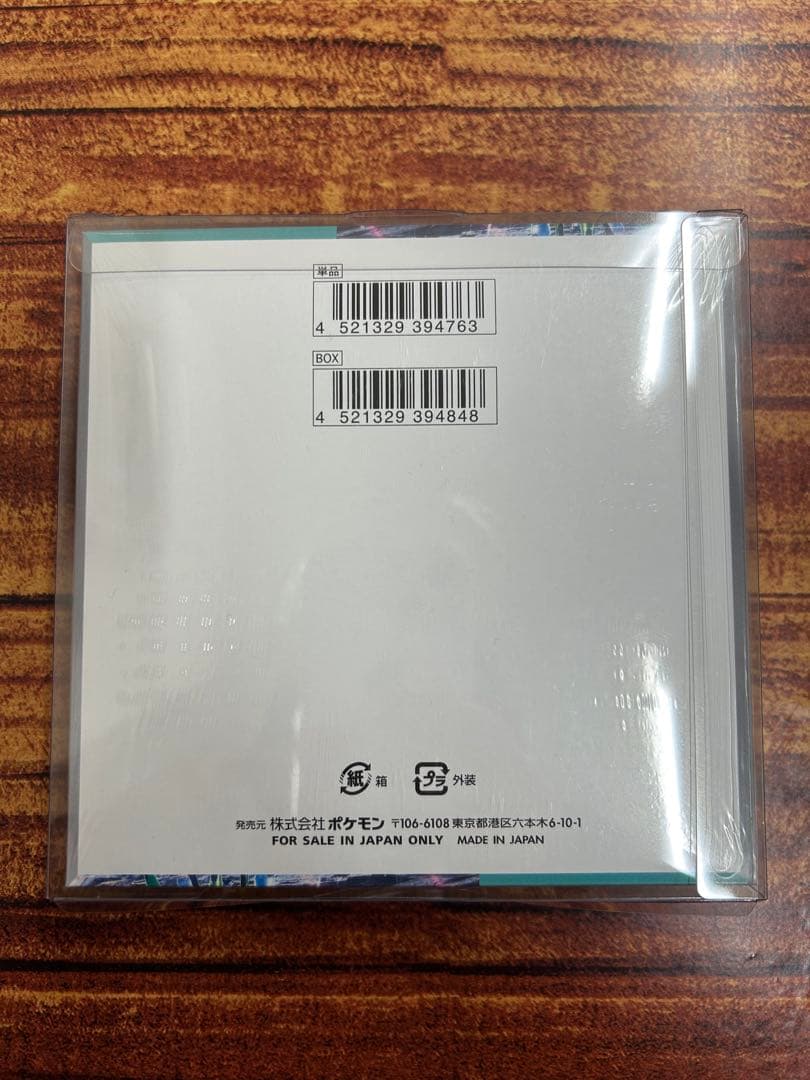 単品
4 521329 394763
BOX
4 521329 394848
紙 箱 プラ 外装
発売元 株式会社 ポケモン 〒106-6108 東京都港区六本木6-10-1
FOR SALE IN JAPAN ONLY MADE IN JAPAN